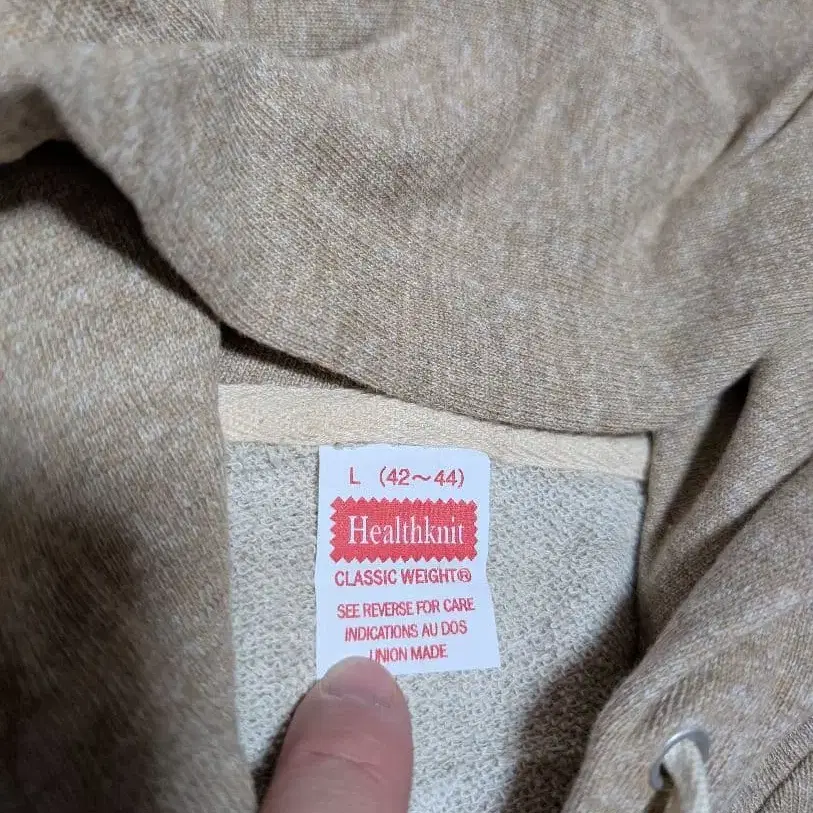 L (42～44)
Healthknit
CLASSIC WEIGHT®
SEE REVERSE FOR CARE
INDICATIONS AU DOS
UNION MADE